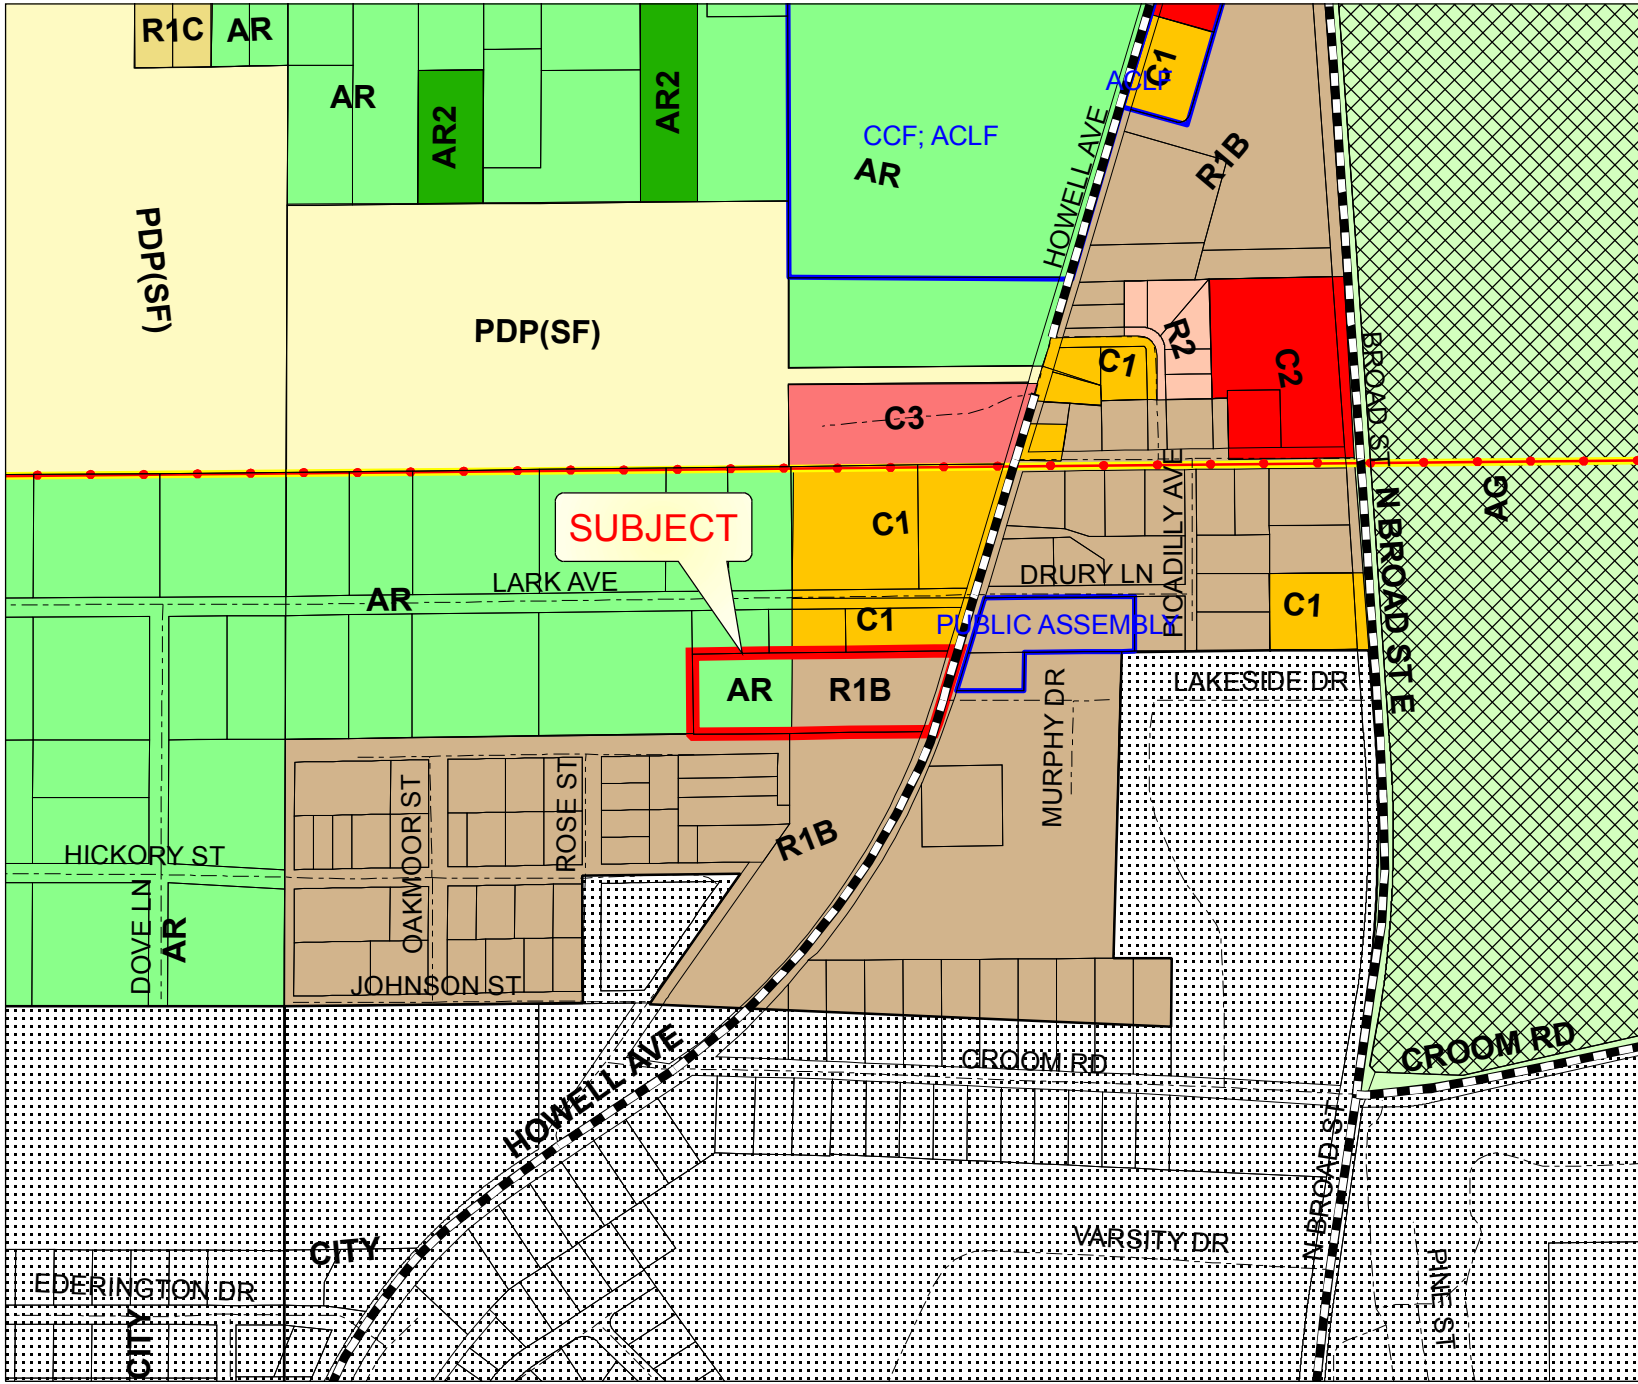 R1C
AR
AR
AR2
AR2
C1
ACLF
CCF; ACLF
AR
HOWELL AVE
R1B
PDP(SF)
PDP(SF)
R2
C1
C2
BROAD ST
C3
C1
SUBJECT
AG
N BROAD ST E
LARK AVE
AR
DRURY LN
C1
C1
PUBLIC ASSEMBLY
AR
R1B
LAKESIDE DR
MURPHY DR
OAKMOOR ST
ROSE ST
R1B
HICKORY ST
DOVE LN
AR
JOHNSON ST
HOWELL AVE
CROOM RD
CROOM RD
N BROAD ST
VARSITY DR
CITY
EDERINGTON DR
CITY
PINE ST